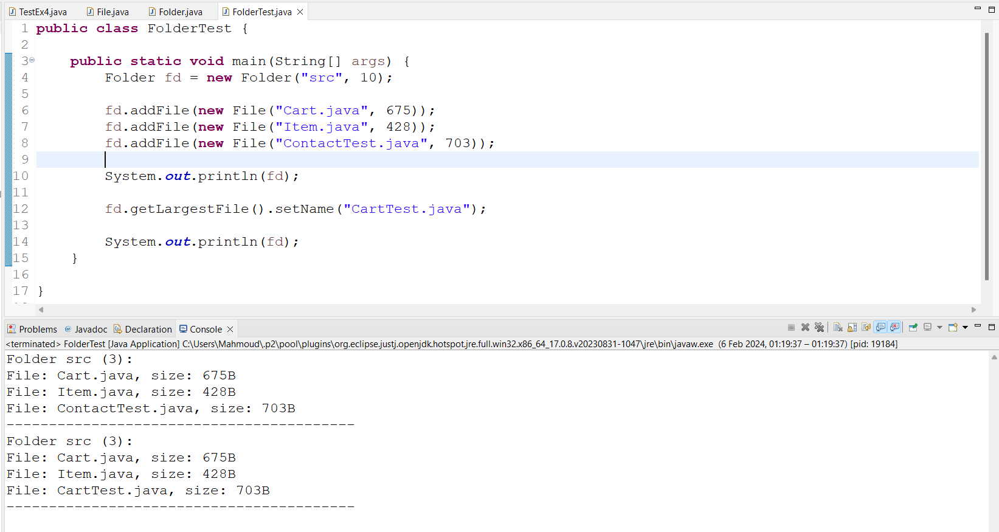 TestEx4.java File.java Folder.java FolderTest.java
1 public class FolderTest {
2
3 public static void main(String[] args) {
4 Folder fd = new Folder("src", 10);
5
6 fd.addFile(new File("Cart.java", 675));
7 fd.addFile(new File("Item.java", 428));
8 fd.addFile(new File("ContactTest.java", 703));
9
10 System.out.println(fd);
11
12 fd.getLargestFile().setName("CartTest.java");
13
14 System.out.println(fd);
15 }
16
17 }
Problems @ Javadoc Declaration Console
<terminated> FolderTest [Java Application] C:\Users\Mahmoud\.p2\pool\plugins\org.eclipse.justj.openjdk.hotspot.jre.full.win32.x86_64_17.0.8.v20230831-1047\jre\bin\javaw.exe (6 Feb 2024, 01:19:37 – 01:19:37) [pid: 19184]
Folder src (3):
File: Cart.java, size: 675B
File: Item.java, size: 428B
File: ContactTest.java, size: 703B
-----------------------------------------
Folder src (3):
File: Cart.java, size: 675B
File: Item.java, size: 428B
File: CartTest.java, size: 703B
-----------------------------------------